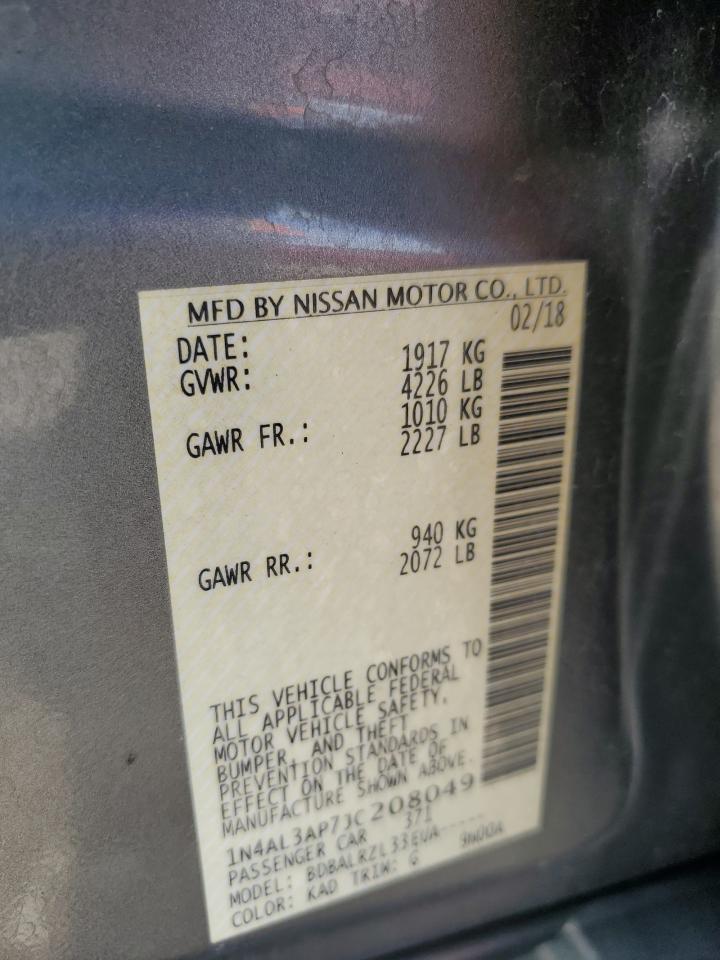 MFD BY NISSAN MOTOR CO., LTD.
DATE: 02/18
GVWR: 1917 KG
4226 LB
GAWR FR.: 1010 KG
2227 LB
GAWR RR.: 940 KG
2072 LB
THIS VEHICLE CONFORMS TO
ALL APPLICABLE FEDERAL
MOTOR VEHICLE SAFETY,
BUMPER, AND THEFT
PREVENTION STANDARDS IN
EFFECT ON THE DATE OF
MANUFACTURE SHOWN ABOVE.
1N4AL3AP7JC208049
PASSENGER CAR 371
MODEL: BDBALRZL33EUA-----
COLOR: KAD TRIM: G 9N00A